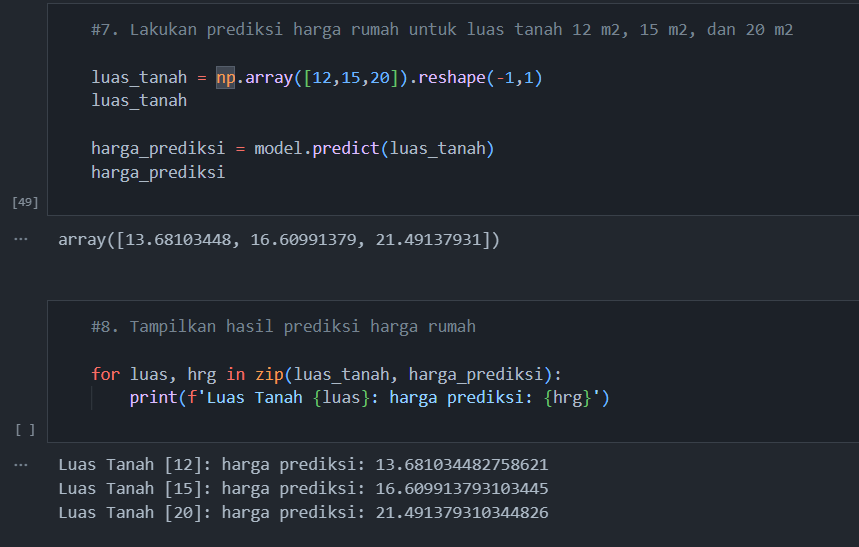 #7. Lakukan prediksi harga rumah untuk luas tanah 12 m2, 15 m2, dan 20 m2
luas_tanah = np.array([12,15,20]).reshape(-1,1)
luas_tanah
harga_prediksi = model.predict(luas_tanah)
harga_prediksi
[49]
... array([13.68103448, 16.60991379, 21.49137931])
#8. Tampilkan hasil prediksi harga rumah
for luas, hrg in zip(luas_tanah, harga_prediksi):
    print(f'Luas Tanah {luas}: harga prediksi: {hrg}')
[ ]
... Luas Tanah [12]: harga prediksi: 13.681034482758621
Luas Tanah [15]: harga prediksi: 16.609913793103445
Luas Tanah [20]: harga prediksi: 21.491379310344826